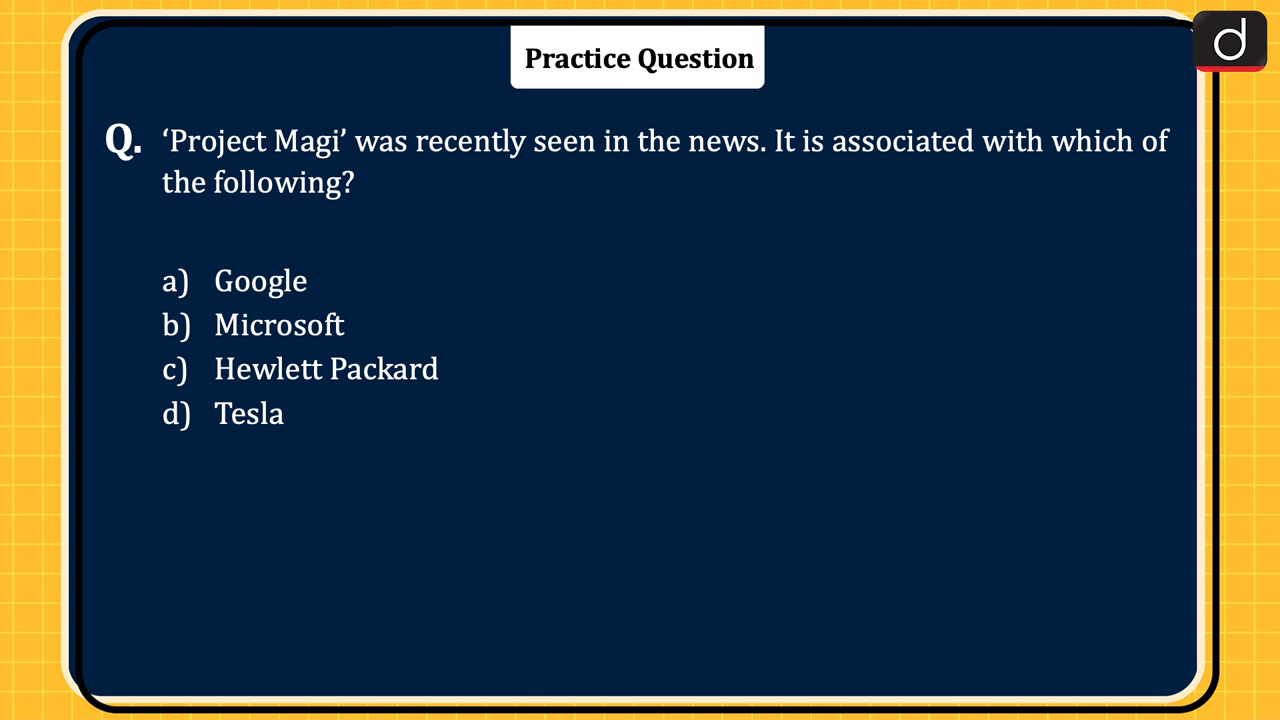 Practice Question
d
Q. ‘Project Magi’ was recently seen in the news. It is associated with which of
the following?
a) Google
b) Microsoft
c) Hewlett Packard
d) Tesla